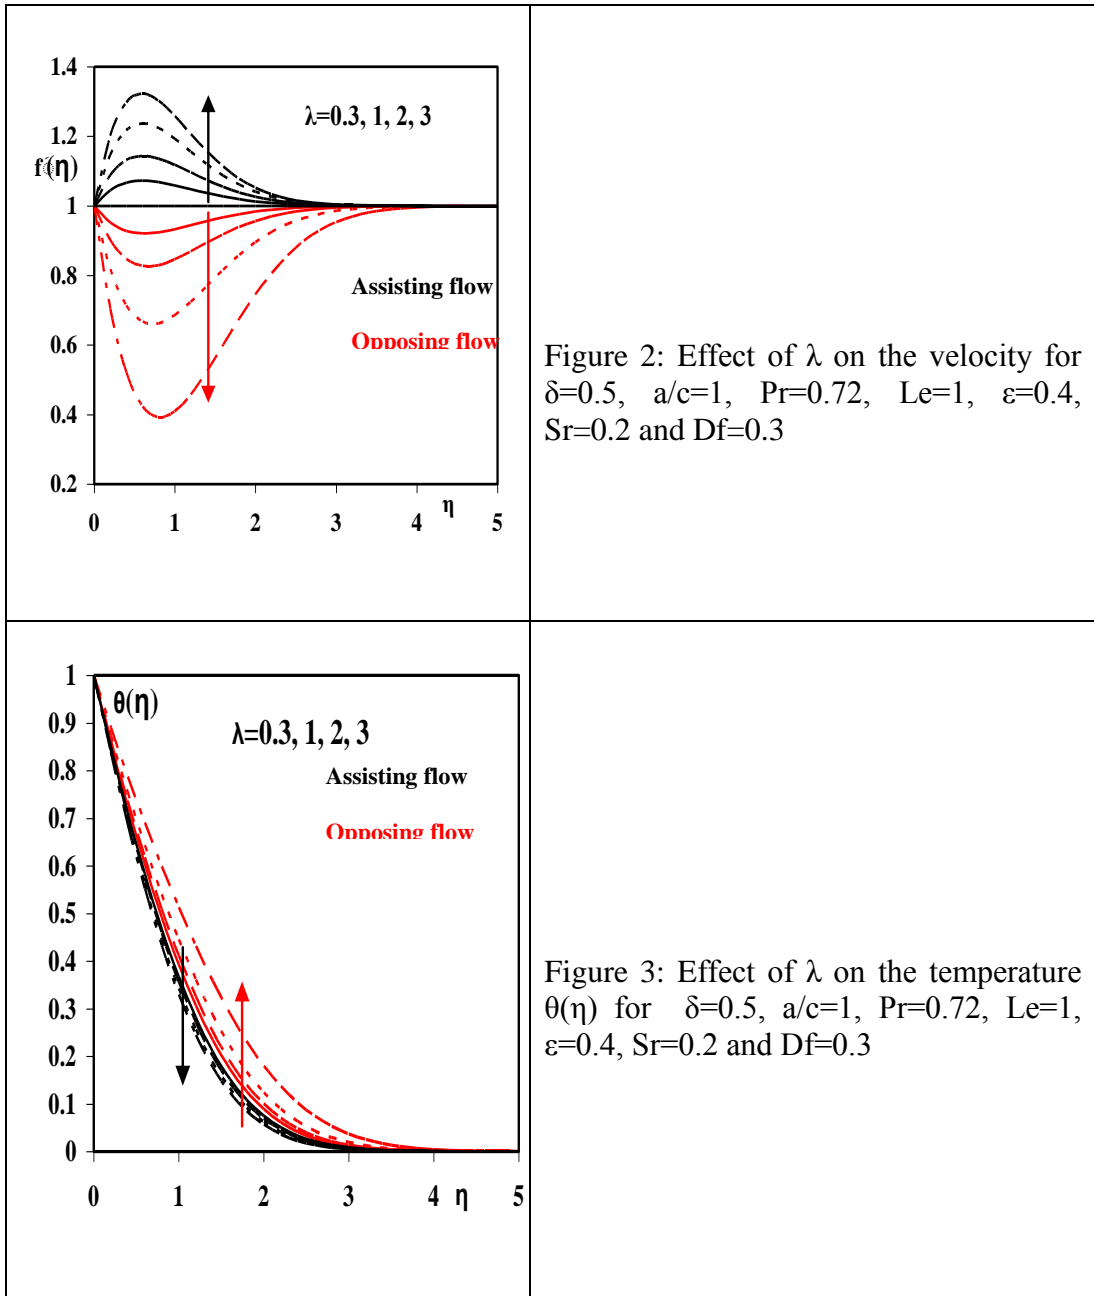 1.4
λ=0.3, 1, 2, 3
1.2
1
0.8
Assisting flow
Opposing flow
0.6
0.4
0.2
η
0 1 2 3 4 5
Figure 2: Effect of λ on the velocity for
δ=0.5, a/c=1, Pr=0.72, Le=1, ε=0.4,
Sr=0.2 and Df=0.3
1
θ(η)
0.9
λ=0.3, 1, 2, 3
0.8
Assisting flow
0.7
Opposing flow
0.6
0.5
0.4
0.3
0.2
0.1
0
0 1 2 3 η 4 5
Figure 3: Effect of λ on the temperature
θ(η) for δ=0.5, a/c=1, Pr=0.72, Le=1,
ε=0.4, Sr=0.2 and Df=0.3